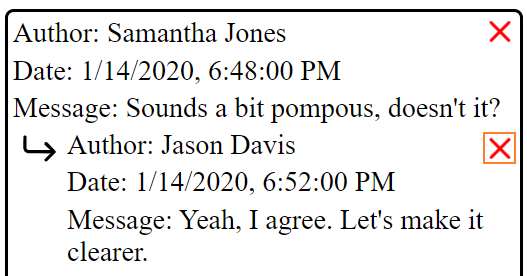 Author: Samantha Jones
Date: 1/14/2020, 6:48:00 PM
Message: Sounds a bit pompous, doesn't it?
Author: Jason Davis
Date: 1/14/2020, 6:52:00 PM
Message: Yeah, I agree. Let's make it
clearer.